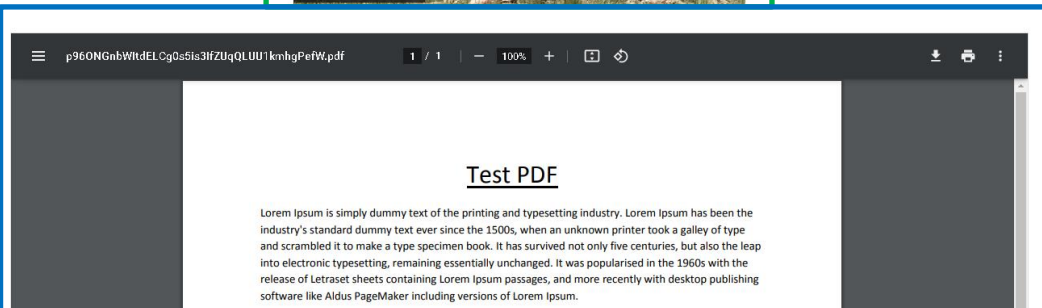 p96ONGnbWltdELCg0s5is3IfZUqQLUU1kmhgPefW.pdf 1 / 1 100%
Test PDF
Lorem Ipsum is simply dummy text of the printing and typesetting industry. Lorem Ipsum has been the
industry's standard dummy text ever since the 1500s, when an unknown printer took a galley of type
and scrambled it to make a type specimen book. It has survived not only five centuries, but also the leap
into electronic typesetting, remaining essentially unchanged. It was popularised in the 1960s with the
release of Letraset sheets containing Lorem Ipsum passages, and more recently with desktop publishing
software like Aldus PageMaker including versions of Lorem Ipsum.